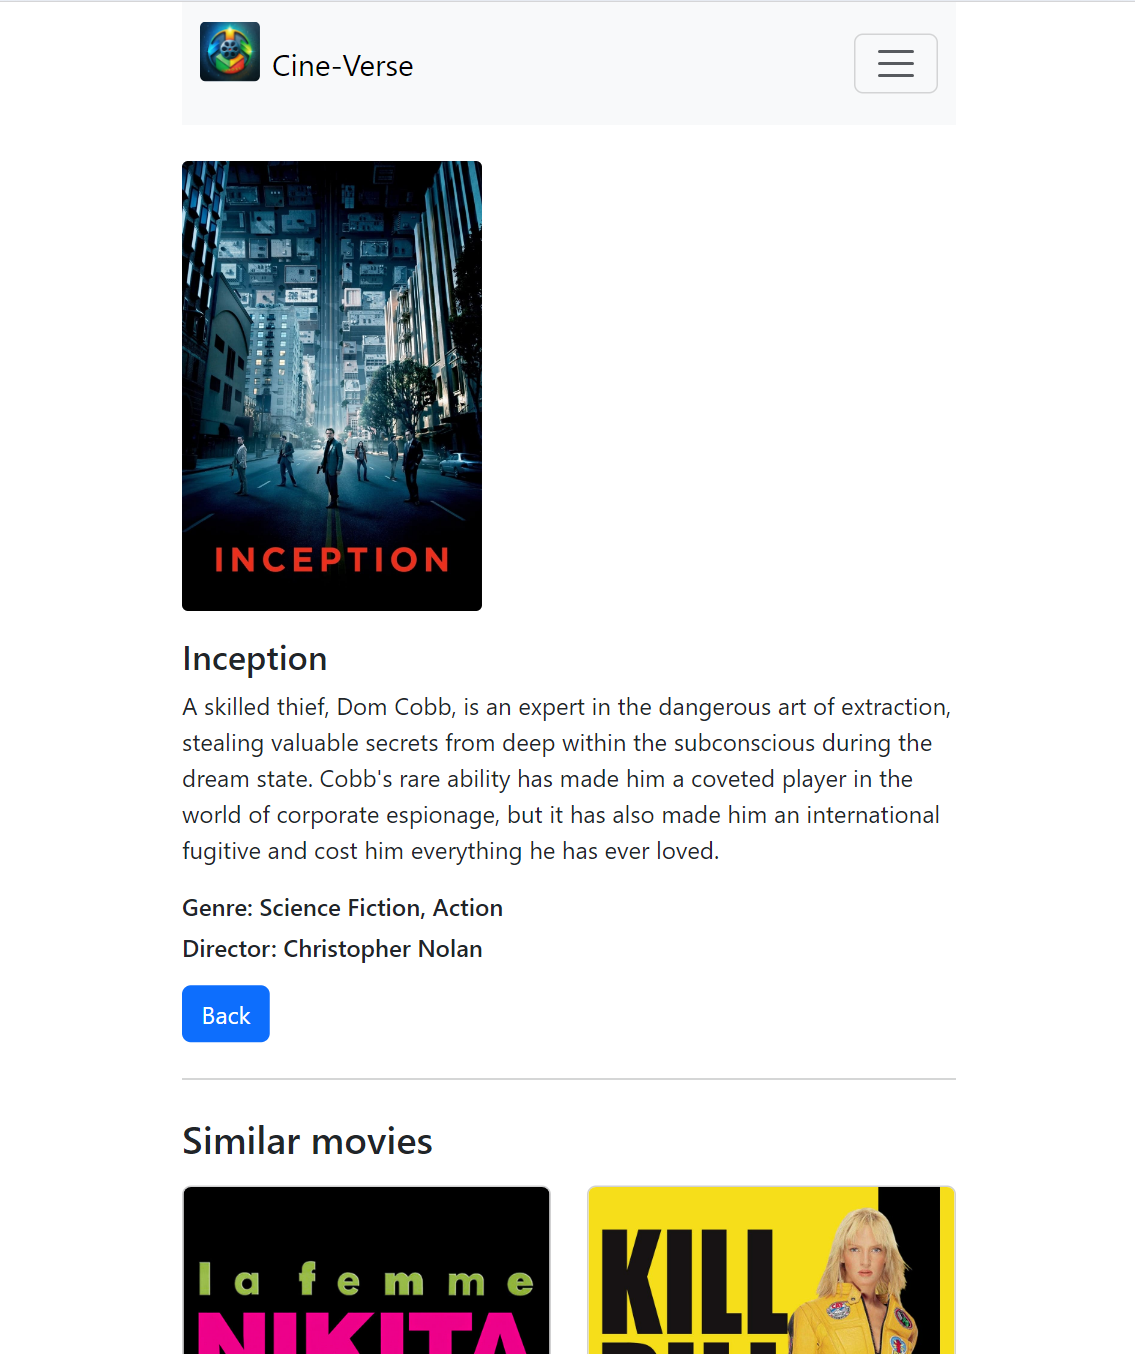 Cine-Verse
INCEPTION
Inception
A skilled thief, Dom Cobb, is an expert in the dangerous art of extraction,
stealing valuable secrets from deep within the subconscious during the
dream state. Cobb's rare ability has made him a coveted player in the
world of corporate espionage, but it has also made him an international
fugitive and cost him everything he has ever loved.
Genre: Science Fiction, Action
Director: Christopher Nolan
Back
Similar movies
la femme
NIKITA
KILL
BILL